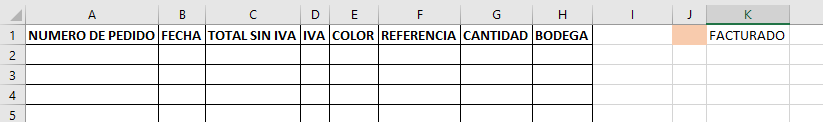 A B C D E F G H I J K
1 NUMERO DE PEDIDO FECHA TOTAL SIN IVA IVA COLOR REFERENCIA CANTIDAD BODEGA FACTURADO
2
3
4
5